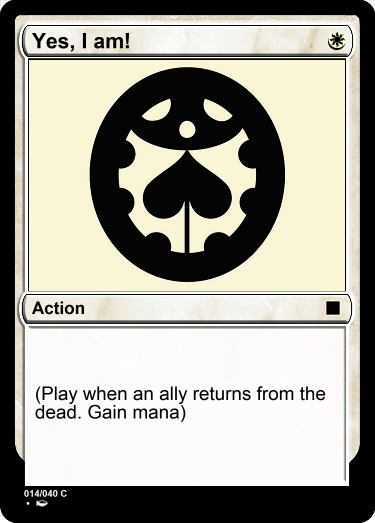 Yes, I am!
Action
(Play when an ally returns from the
dead. Gain mana)
014/040 C